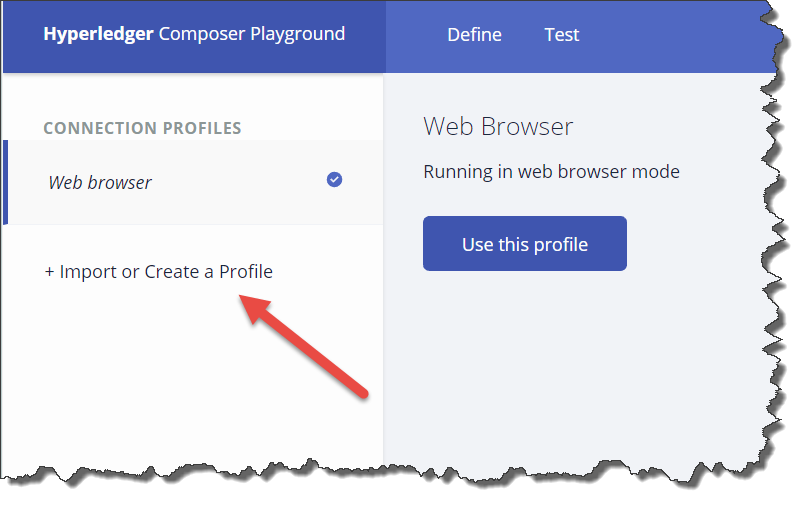 Hyperledger Composer Playground
Define
Test
CONNECTION PROFILES
Web browser
+ Import or Create a Profile
Web Browser
Running in web browser mode
Use this profile